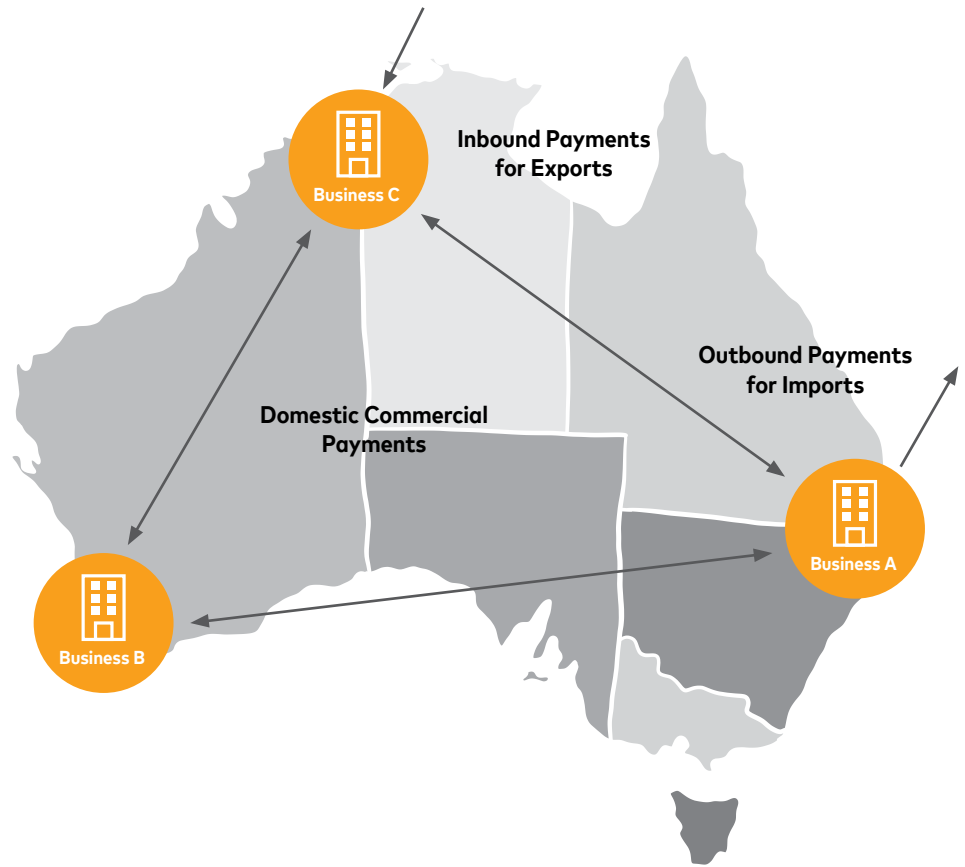 Inbound Payments
for Exports
Business C
Outbound Payments
for Imports
Domestic Commercial
Payments
Business A
Business B